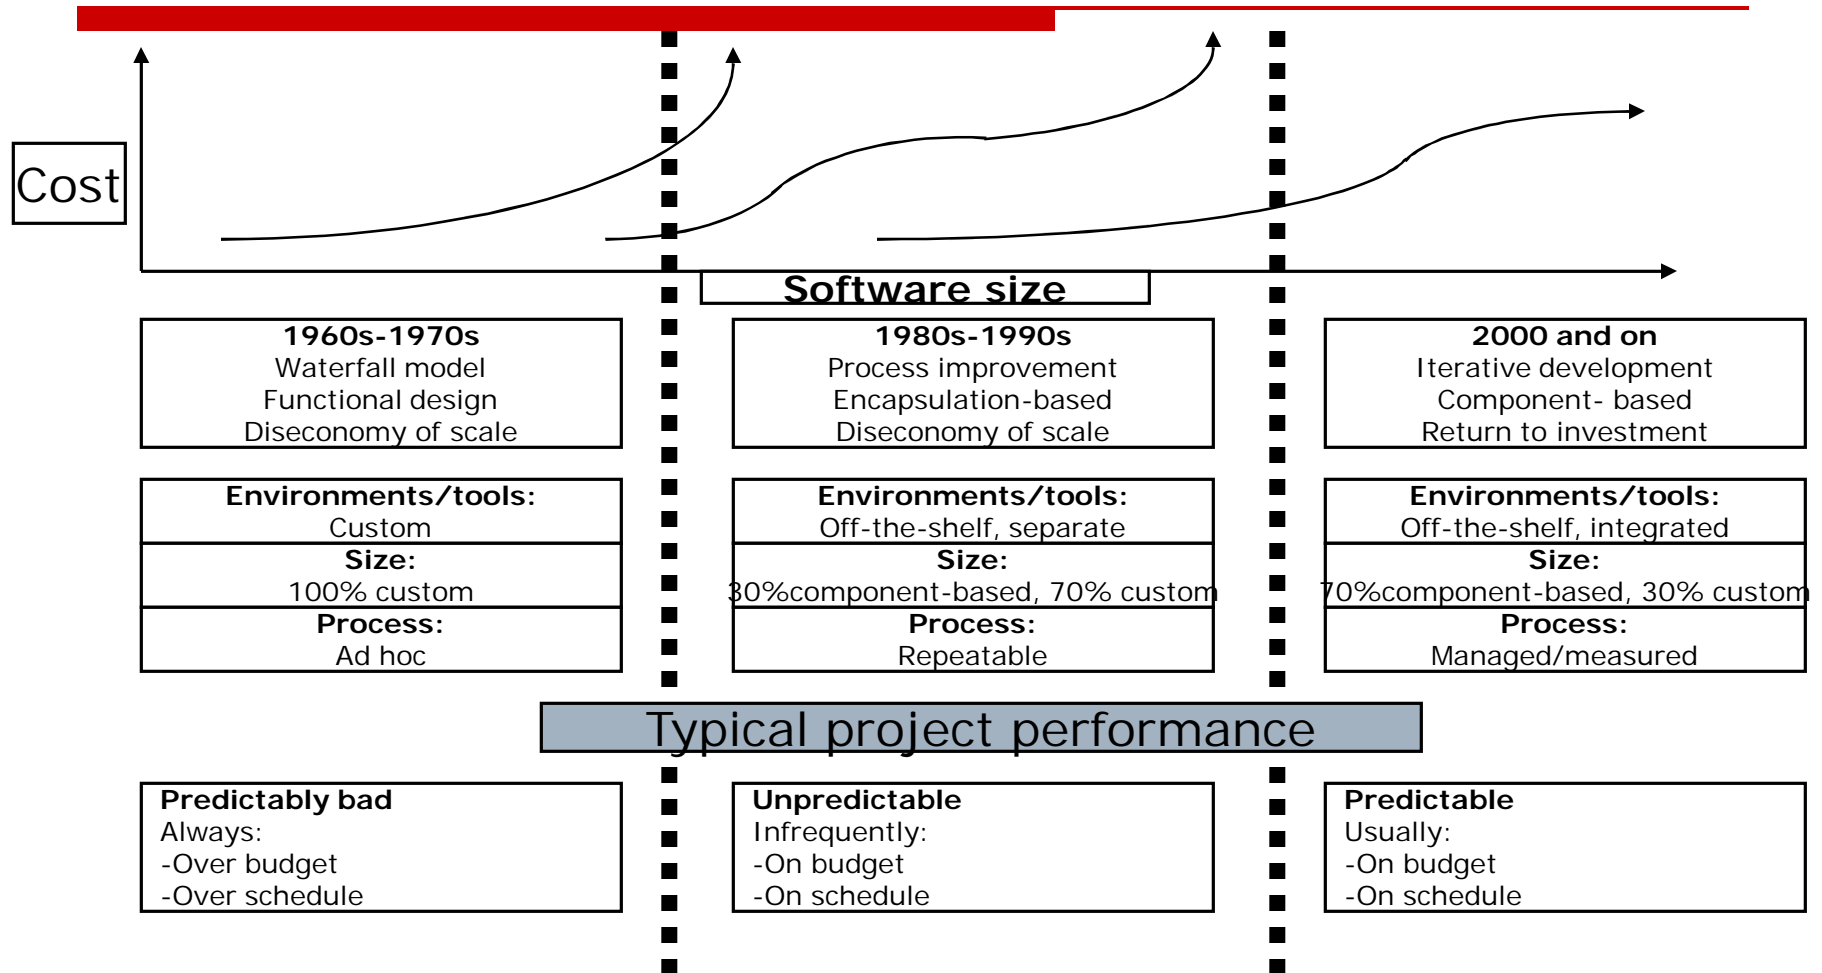 Cost
Software size
1960s-1970s
Waterfall model
Functional design
Diseconomy of scale
1980s-1990s
Process improvement
Encapsulation-based
Diseconomy of scale
2000 and on
Iterative development
Component- based
Return to investment
Environments/tools:
Custom
Size:
100% custom
Process:
Ad hoc
Environments/tools:
Off-the-shelf, separate
Size:
30%component-based, 70% custom
Process:
Repeatable
Environments/tools:
Off-the-shelf, integrated
Size:
70%component-based, 30% custom
Process:
Managed/measured
Typical project performance
Predictably bad
Always:
-Over budget
-Over schedule
Unpredictable
Infrequently:
-On budget
-On schedule
Predictable
Usually:
-On budget
-On schedule